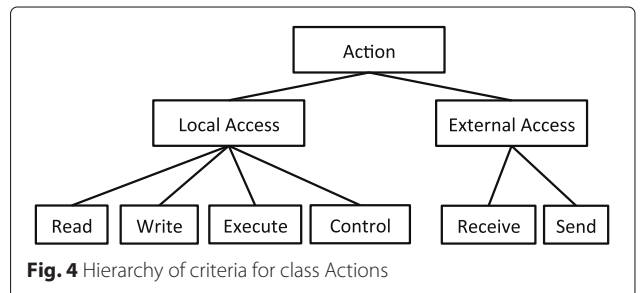 Action
Local Access
External Access
Read
Write
Execute
Control
Receive
Send
Fig. 4 Hierarchy of criteria for class Actions